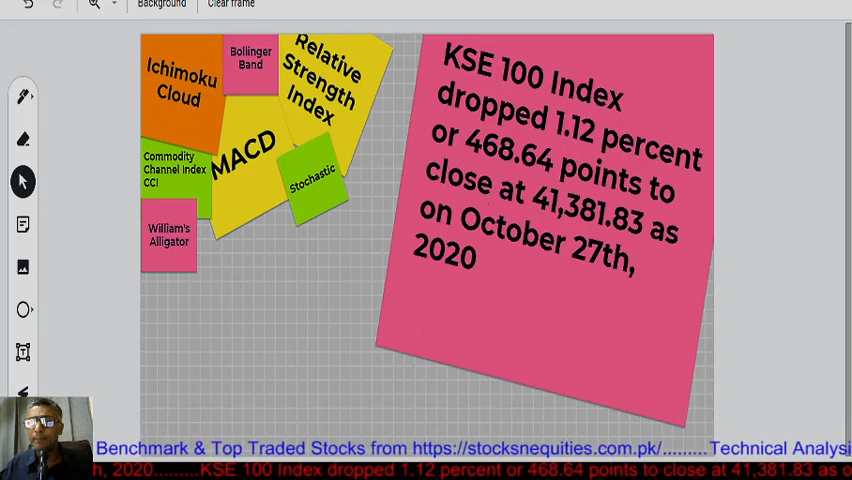 Background
Clear frame
Ichimoku
Cloud
Bollinger
Band
Relative
Strength
Index
MACD
Commodity
Channel Index
CCI
Stochastic
William's
Alligator
KSE 100 Index
dropped 1.12 percent
or 468.64 points to
close at 41,381.83 as
on October 27th,
2020
Benchmark & Top Traded Stocks from https://stocksnequities.com.pk/......... Technical Analysi
h, 2020..........KSE 100 Index dropped 1.12 percent or 468.64 points to close at 41,381.83 as o